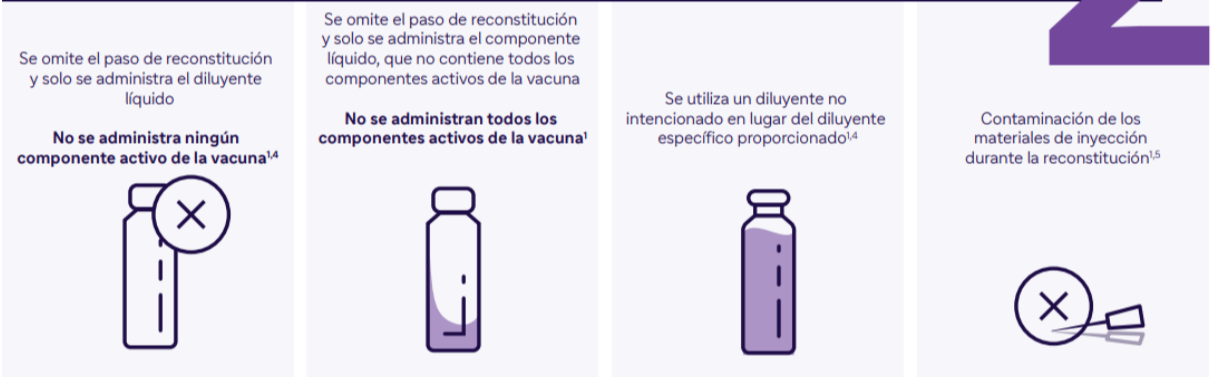 Se omite el paso de reconstitución
y solo se administra el diluyente
líquido
No se administra ningún
componente activo de la vacuna1,4
Se omite el paso de reconstitución
y solo se administra el componente
líquido, que no contiene todos los
componentes activos de la vacuna
No se administran todos los
componentes activos de la vacuna1
Se utiliza un diluyente no
intencionado en lugar del diluyente
específico proporcionado1,4
Contaminación de los
materiales de inyección
durante la reconstitución1,5